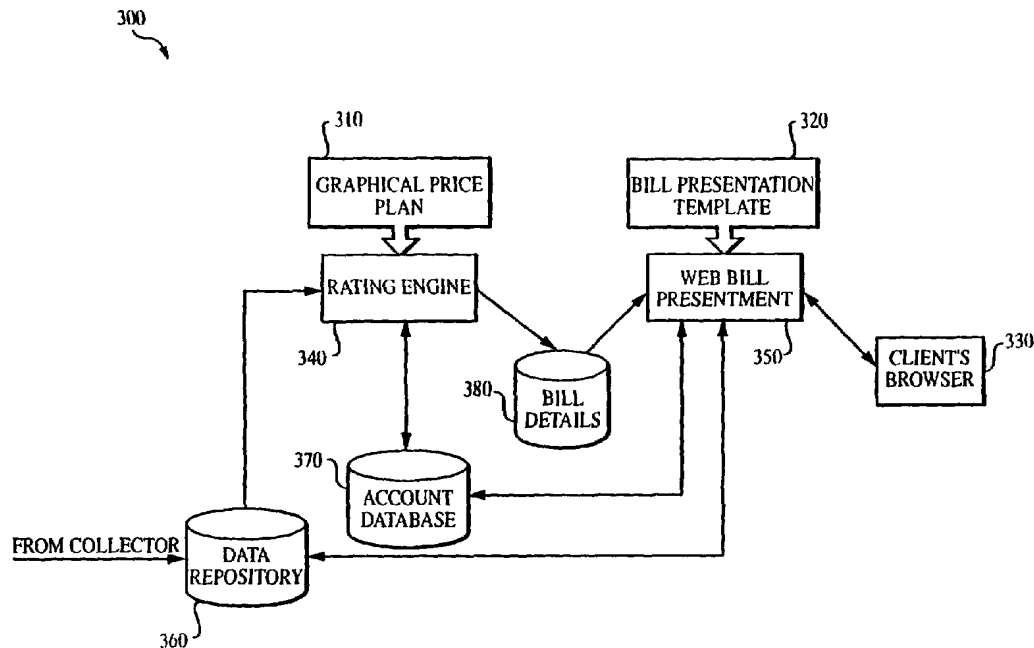 300
310
320
GRAPHICAL PRICE
PLAN
BILL PRESENTATION
TEMPLATE
RATING ENGINE
WEB BILL
PRESENTMENT
340
350
330
CLIENT'S
BROWSER
380
BILL
DETAILS
370
ACCOUNT
DATABASE
FROM COLLECTOR
DATA
REPOSITORY
360